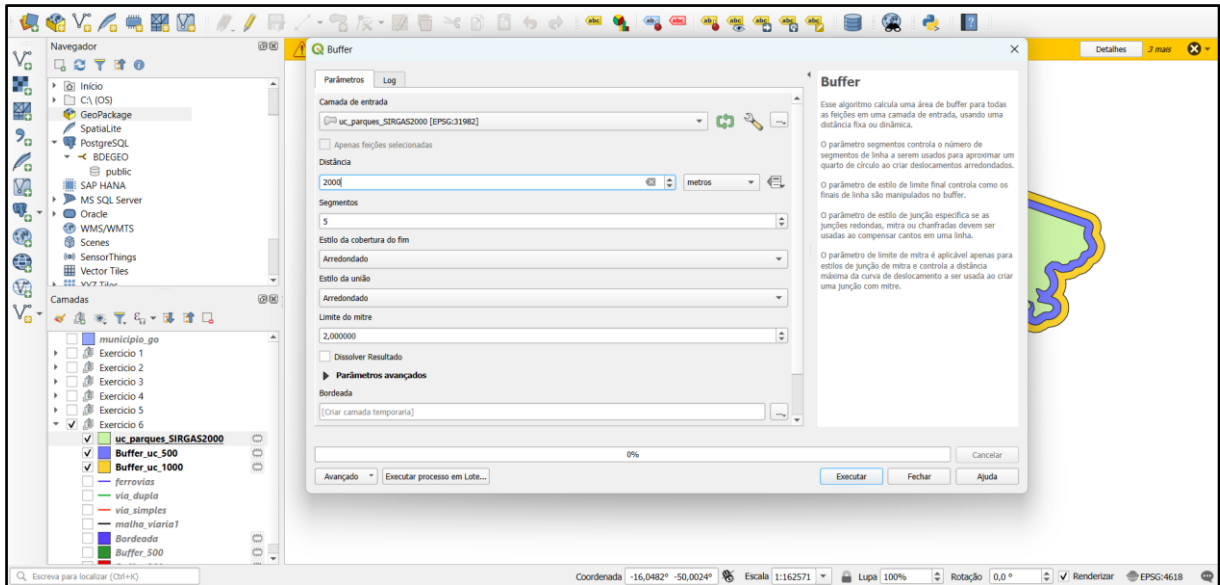 abc
abc
abc
abc
abc
abc
abc
Navegador
Início
C:\ (OS)
GeoPackage
SpatiaLite
PostgreSQL
BDEGEO
public
SAP HANA
MS SQL Server
Oracle
WMS/WMTS
Scenes
SensorThings
Vector Tiles
XYZ Tiles
Camadas
municipio_go
Exercicio 1
Exercicio 2
Exercicio 3
Exercicio 4
Exercicio 5
Exercicio 6
uc_parques_SIRGAS2000
Buffer_uc_500
Buffer_uc_1000
ferrovias
via_dupla
via_simples
malha_viaria1
Bordeada
Buffer_500
Buffer
Parâmetros Log
Camada de entrada
uc_parques_SIRGAS2000 [EPSG:31982]
Apenas feições selecionadas
Distância
2000 metros
Segmentos
5
Estilo da cobertura do fim
Arredondado
Estilo da união
Arredondado
Limite do mitre
2,000000
Dissolver Resultado
Parâmetros avançados
Bordeada
[Criar camada temporaria]
0% Cancelar
Avançado Executar processo em Lote... Executar Fechar Ajuda
Buffer
Esse algoritmo calcula uma área de buffer para todas
as feições em uma camada de entrada, usando uma
distância fixa ou dinâmica.
O parâmetro segmentos controla o número de
segmentos de linha a serem usados para aproximar um
quarto de círculo ao criar deslocamentos arredondados.
O parâmetro de estilo de limite final controla como os
finais de linha são manipulados no buffer.
O parâmetro de estilo de junção especifica se as
junções redondas, mitra ou chanfradas devem ser
usadas ao compensar cantos em uma linha.
O parâmetro de limite de mitra é aplicável apenas para
estilos de junção de mitra e controla a distância
máxima da curva de deslocamento a ser usada ao criar
uma junção com mitre.
Detalhes 3 mais
Escreva para localizar (Ctrl+K) Coordenada -16,0482° -50,0024° Escala 1:162571 Lupa 100% Rotação 0,0 ° Renderizar EPSG:4618